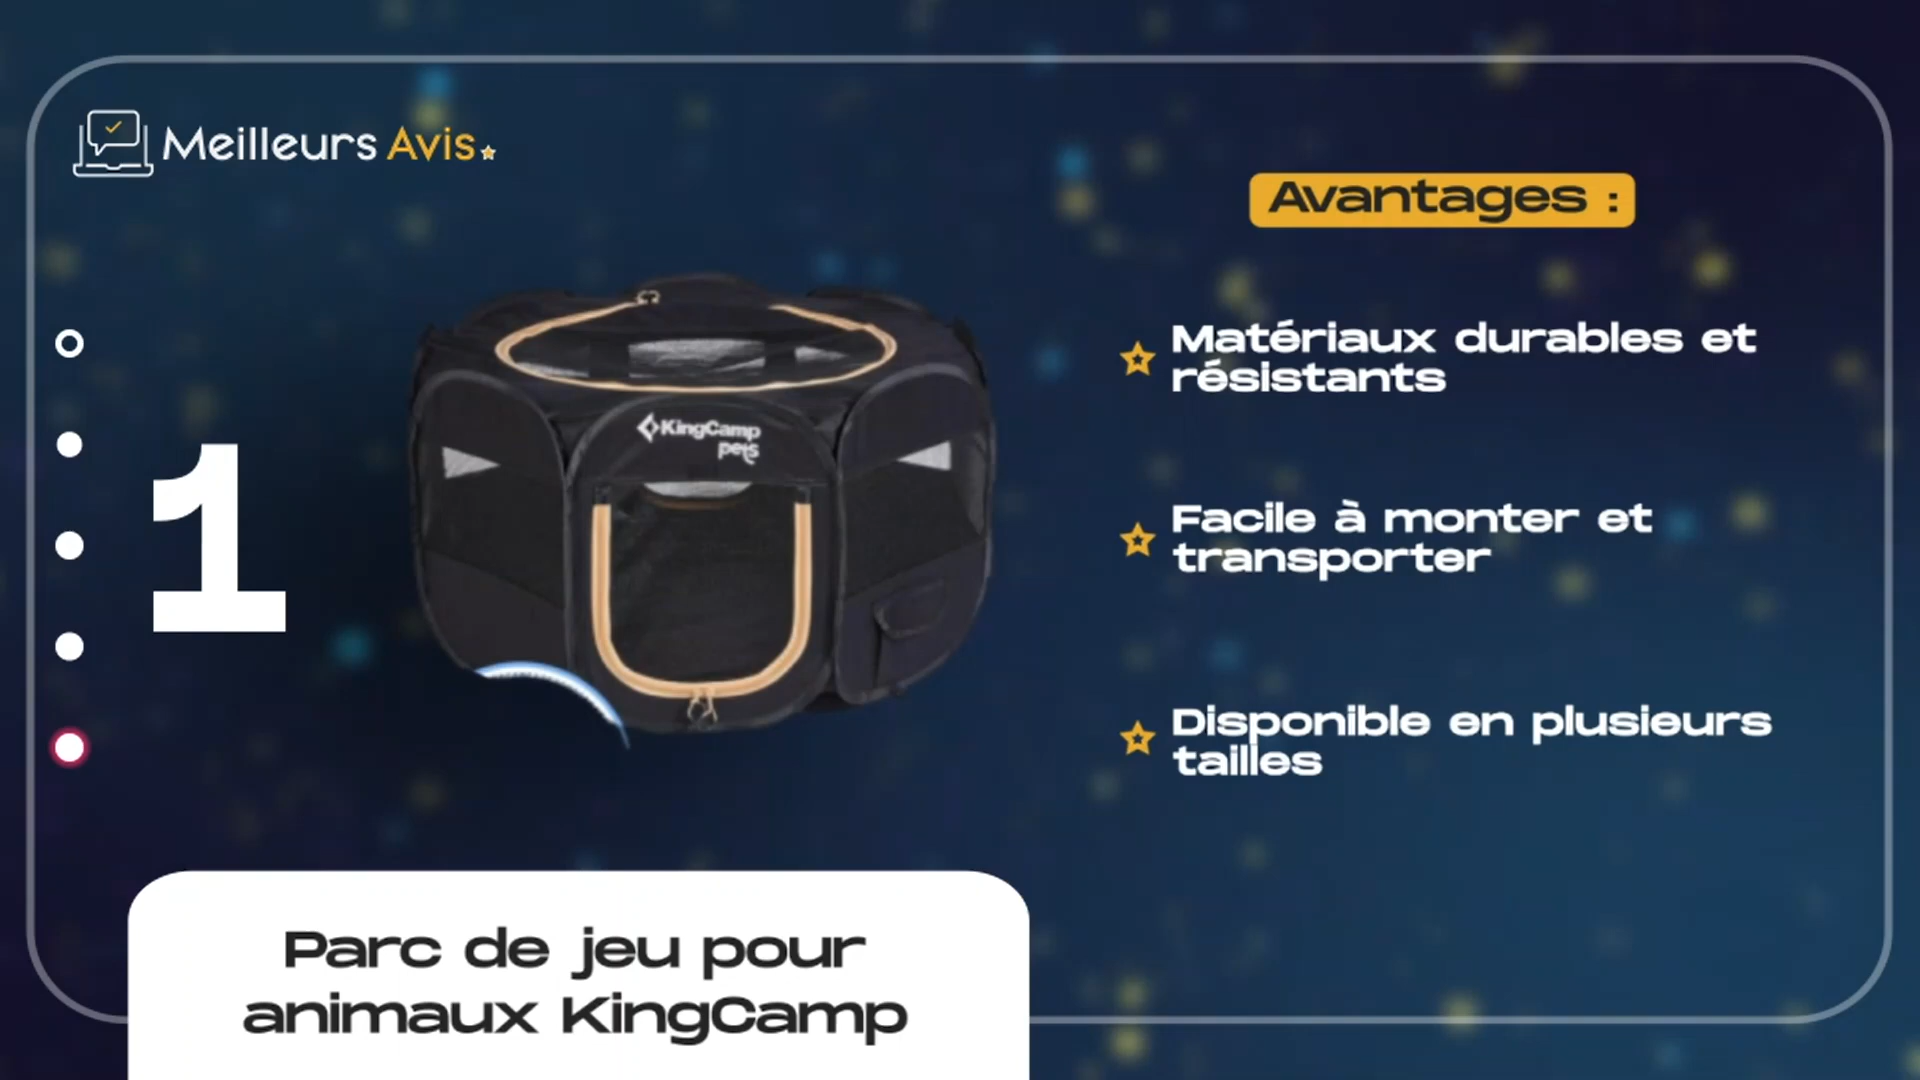 Meilleurs Avis
1
KingCamp
pets
Parc de jeu pour
animaux KingCamp
Avantages :
Matériaux durables et
résistants
Facile à monter et
transporter
Disponible en plusieurs
tailles